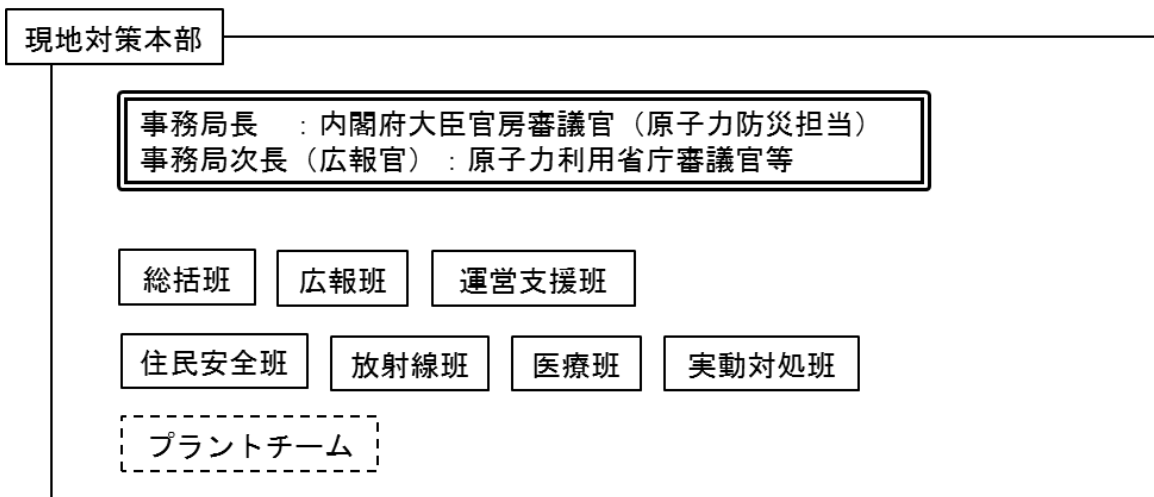 現地対策本部
事務局長　：内閣府大臣官房審議官（原子力防災担当）
事務局次長（広報官）：原子力利用省庁審議官等
総括班　広報班　運営支援班
住民安全班　放射線班　医療班　実動対処班
プラントチーム